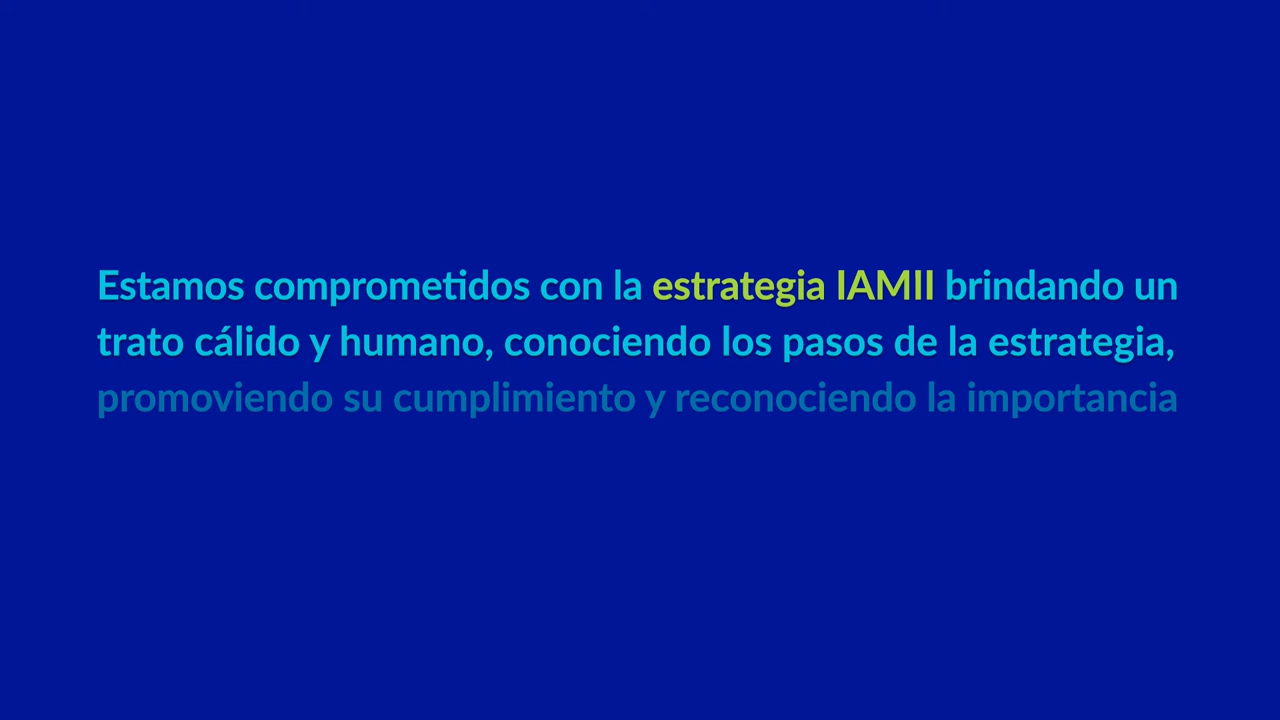 Estamos comprometidos con la estrategia IAMII brindando un
trato cálido y humano, conociendo los pasos de la estrategia,
promoviendo su cumplimiento y reconociendo la importancia